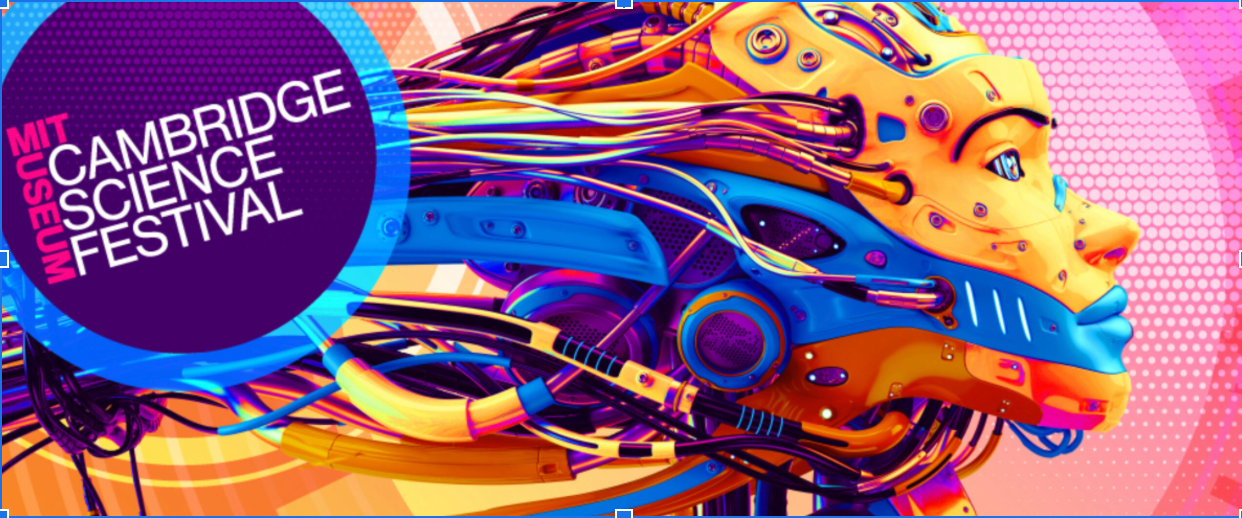 MIT
MUSEUM
CAMBRIDGE
SCIENCE
FESTIVAL